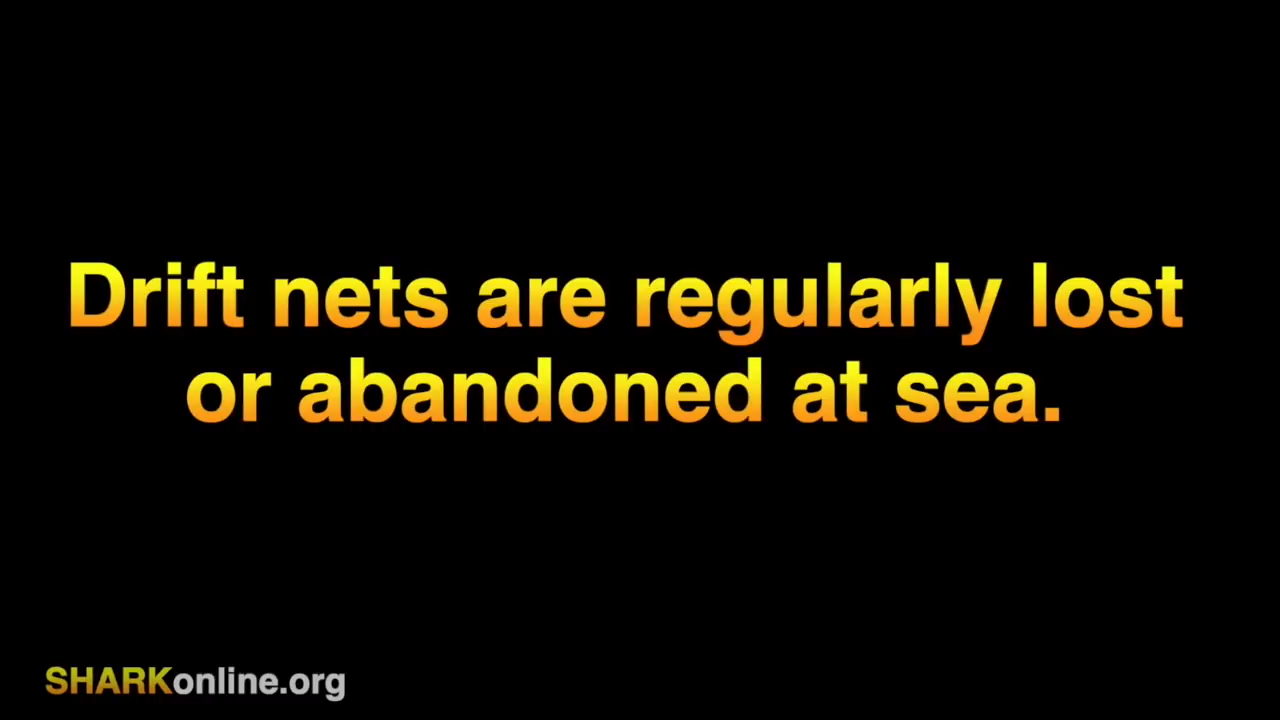 Drift nets are regularly lost
or abandoned at sea.
SHARKonline.org